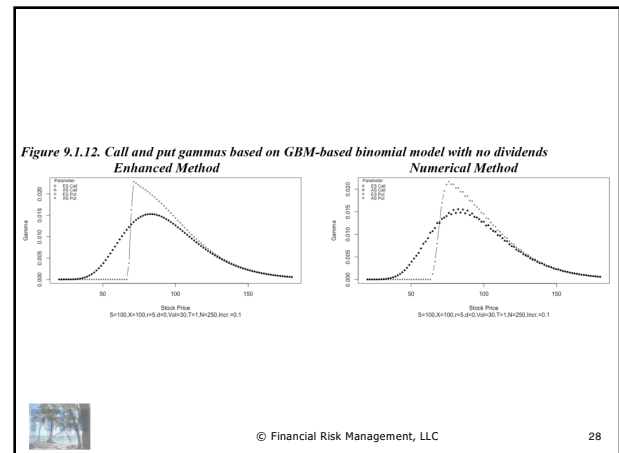 Figure 9.1.12. Call and put gammas based on GBM-based binomial model with no dividends
Enhanced Method
Numerical Method
Parameter
ES Call
AS Call
ES Put
AS Put
Gamma
0.000 0.005 0.010 0.015 0.020
50 100 150
Stock Price
S=100,X=100,r=5,d=0,Vol=30,T=1,N=250,Incr.=0.1
Parameter
ES Call
AS Call
ES Put
AS Put
Gamma
0.000 0.005 0.010 0.015 0.020
50 100 150
Stock Price
S=100,X=100,r=5,d=0,Vol=30,T=1,N=250,Incr.=0.1
© Financial Risk Management, LLC
28